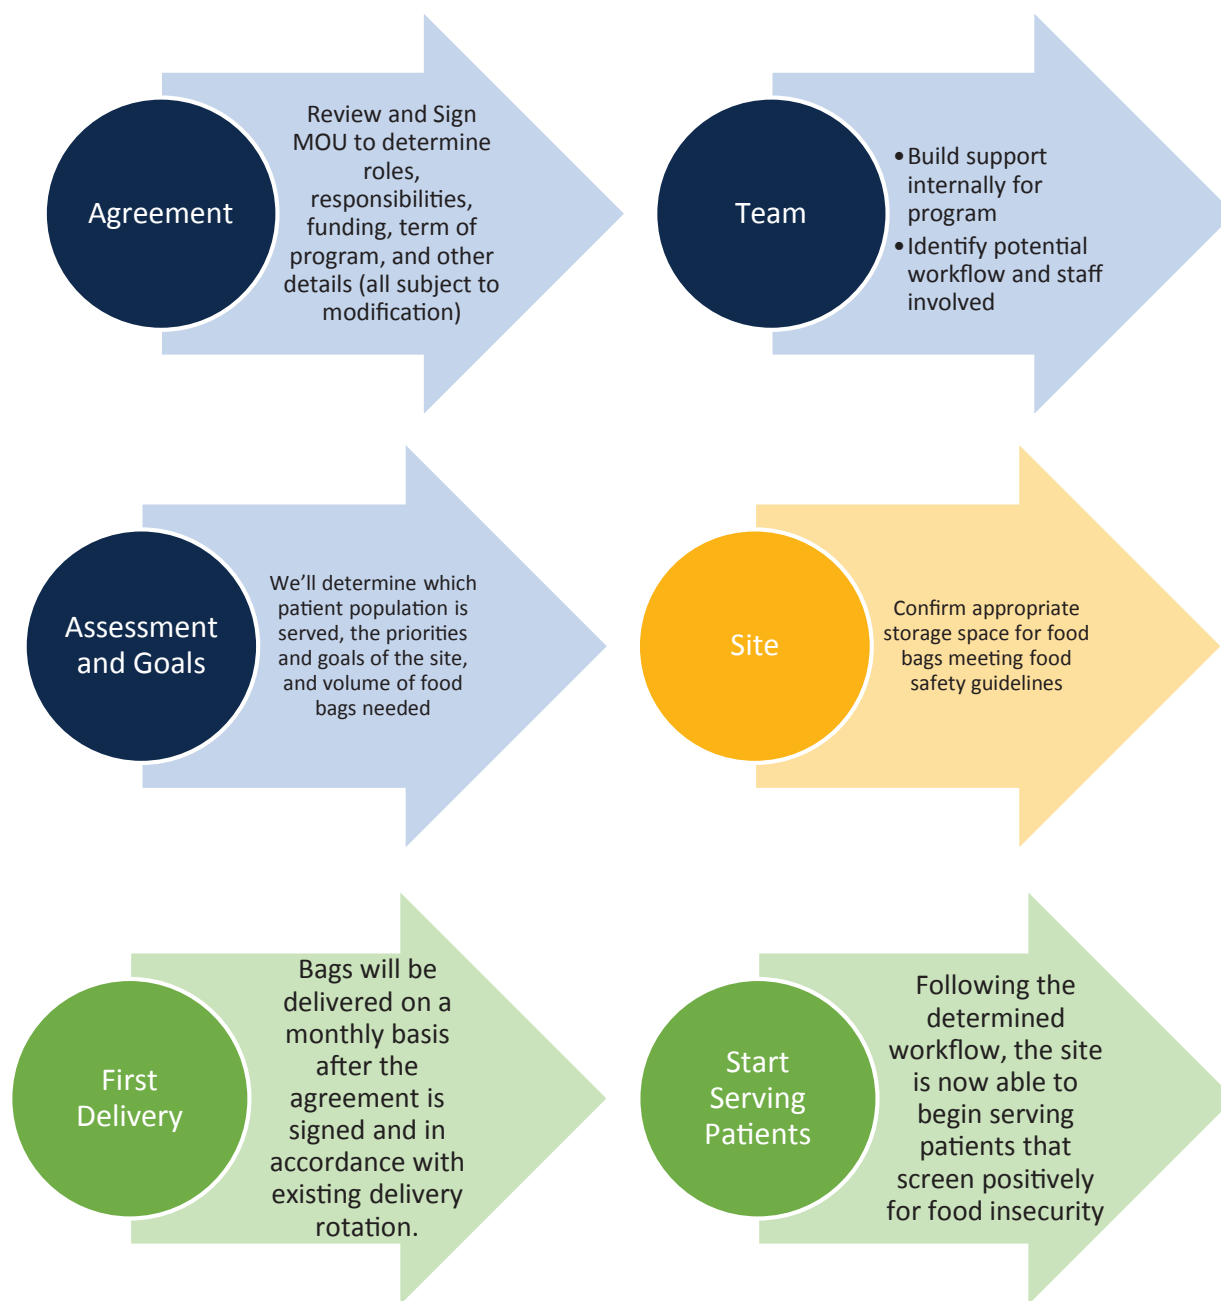 Agreement
Review and Sign
MOU to determine
roles,
responsibilities,
funding, term of
program, and other
details (all subject to
modification)
Team
•Build support
internally for
program
•Identify potential
workflow and staff
involved
Assessment
and Goals
We’ll determine which
patient population is
served, the priorities
and goals of the site,
and volume of food
bags needed
Site
Confirm appropriate
storage space for food
bags meeting food
safety guidelines
First
Delivery
Bags will be
delivered on a
monthly basis
after the
agreement is
signed and in
accordance with
existing delivery
rotation.
Start
Serving
Patients
Following the
determined
workflow, the site
is now able to
begin serving
patients that
screen positively
for food insecurity